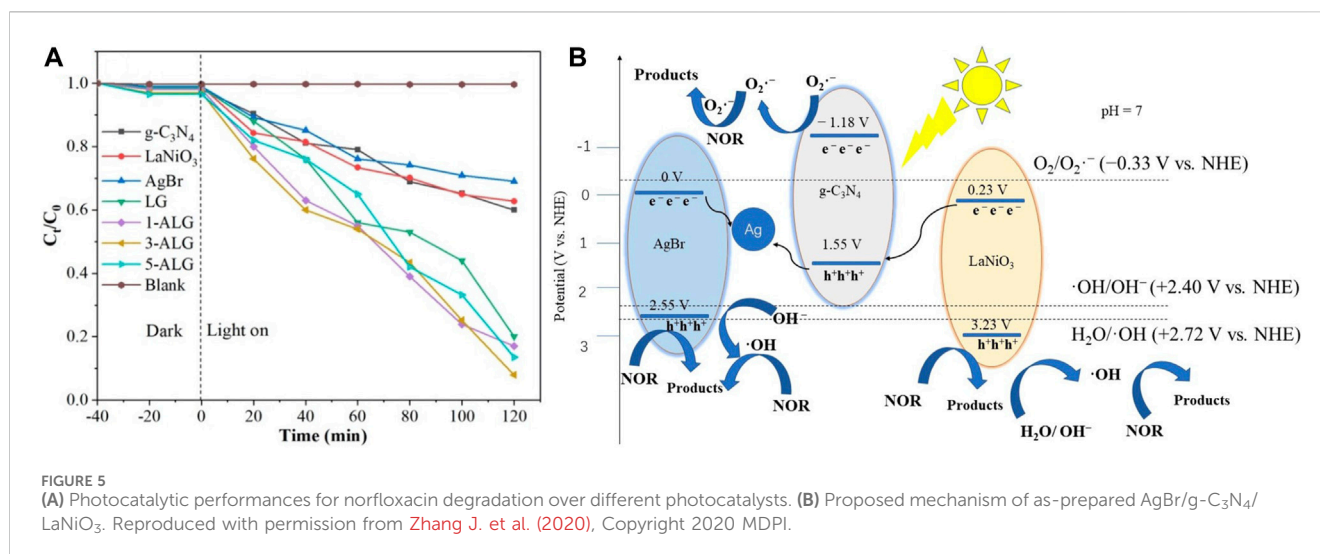 A
1.0
0.8
0.6
0.4
0.2
0.0
Cₜ/C₀
g-C₃N₄
LaNiO₃
AgBr
LG
1-ALG
3-ALG
5-ALG
Blank
Dark
Light on
-40 -20 0 20 40 60 80 100 120
Time (min)
B
Potential (V vs. NHE)
-1
0
1
2
3
Products
O₂·⁻
O₂·⁻
O₂·⁻
NOR
pH = 7
−1.18 V
e⁻e⁻e⁻
g-C₃N₄
1.55 V
h⁺h⁺h⁺
O₂/O₂·⁻ (−0.33 V vs. NHE)
0 V
e⁻e⁻e⁻
AgBr
2.55 V
h⁺h⁺h⁺
Ag
0.23 V
e⁻e⁻e⁻
LaNiO₃
3.23 V
h⁺h⁺h⁺
·OH/OH⁻ (+2.40 V vs. NHE)
H₂O/·OH (+2.72 V vs. NHE)
OH⁻
·OH
NOR
Products
NOR
NOR
Products
·OH
H₂O/ OH⁻
NOR
Products
FIGURE 5
(A) Photocatalytic performances for norfloxacin degradation over different photocatalysts. (B) Proposed mechanism of as-prepared AgBr/g-C₃N₄/
LaNiO₃. Reproduced with permission from Zhang J. et al. (2020), Copyright 2020 MDPI.